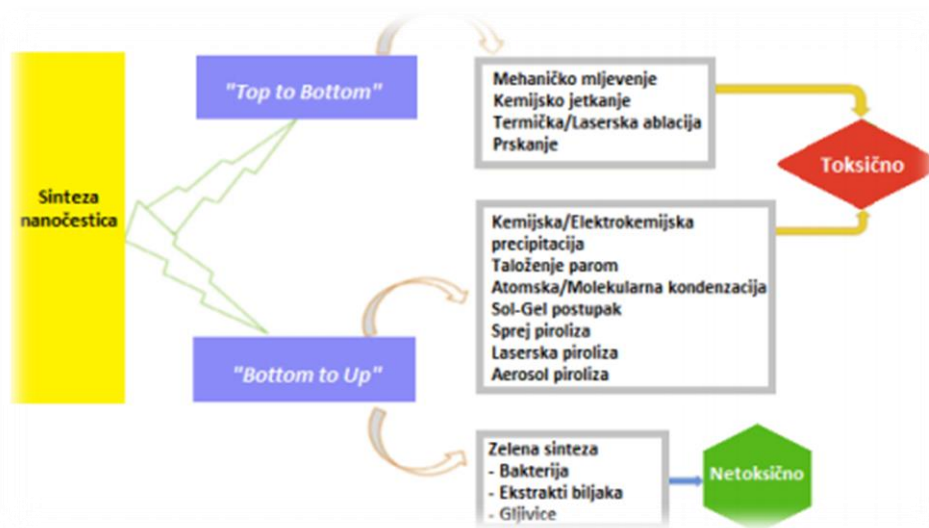 Sinteza
nanočestica
"Top to Bottom"
Mehaničko mljevenje
Kemijsko jetkanje
Termička/Laserska ablacija
Prskanje
Toksično
"Bottom to Up"
Kemijska/Elektrokemijska
precipitacija
Taloženje parom
Atomska/Molekularna kondenzacija
Sol-Gel postupak
Sprej piroliza
Laserska piroliza
Aerosol piroliza
Zelena sinteza
- Bakterija
- Ekstrakti biljaka
- Gljivice
Netoksično